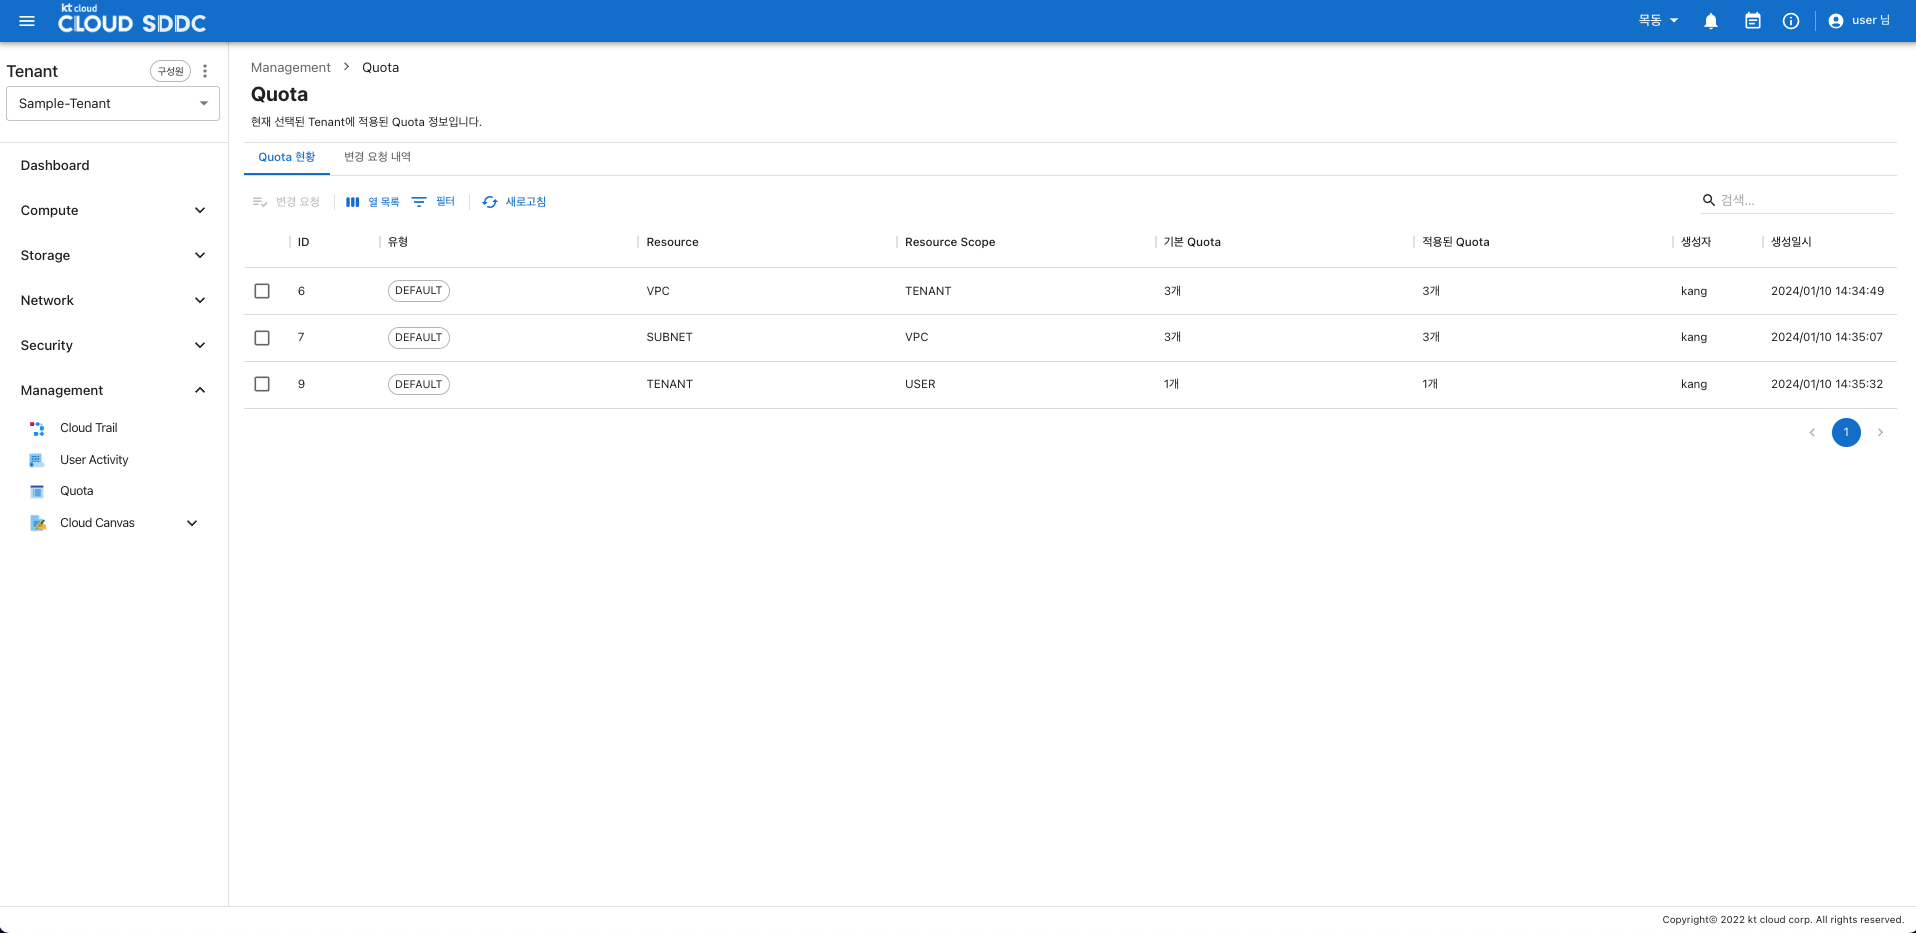 kt cloud
CLOUD SDDC
목동
user 님
Tenant
구성원
Sample-Tenant
Dashboard
Compute
Storage
Network
Security
Management
Cloud Trail
User Activity
Quota
Cloud Canvas
Management > Quota
Quota
현재 선택된 Tenant에 적용된 Quota 정보입니다.
Quota 현황 변경 요청 내역
변경 요청 열 목록 필터 새로고침 검색...
ID 유형 Resource Resource Scope 기본 Quota 적용된 Quota 생성자 생성일시
6 DEFAULT VPC TENANT 3개 3개 kang 2024/01/10 14:34:49
7 DEFAULT SUBNET VPC 3개 3개 kang 2024/01/10 14:35:07
9 DEFAULT TENANT USER 1개 1개 kang 2024/01/10 14:35:32
1
Copyright© 2022 kt cloud corp. All rights reserved.